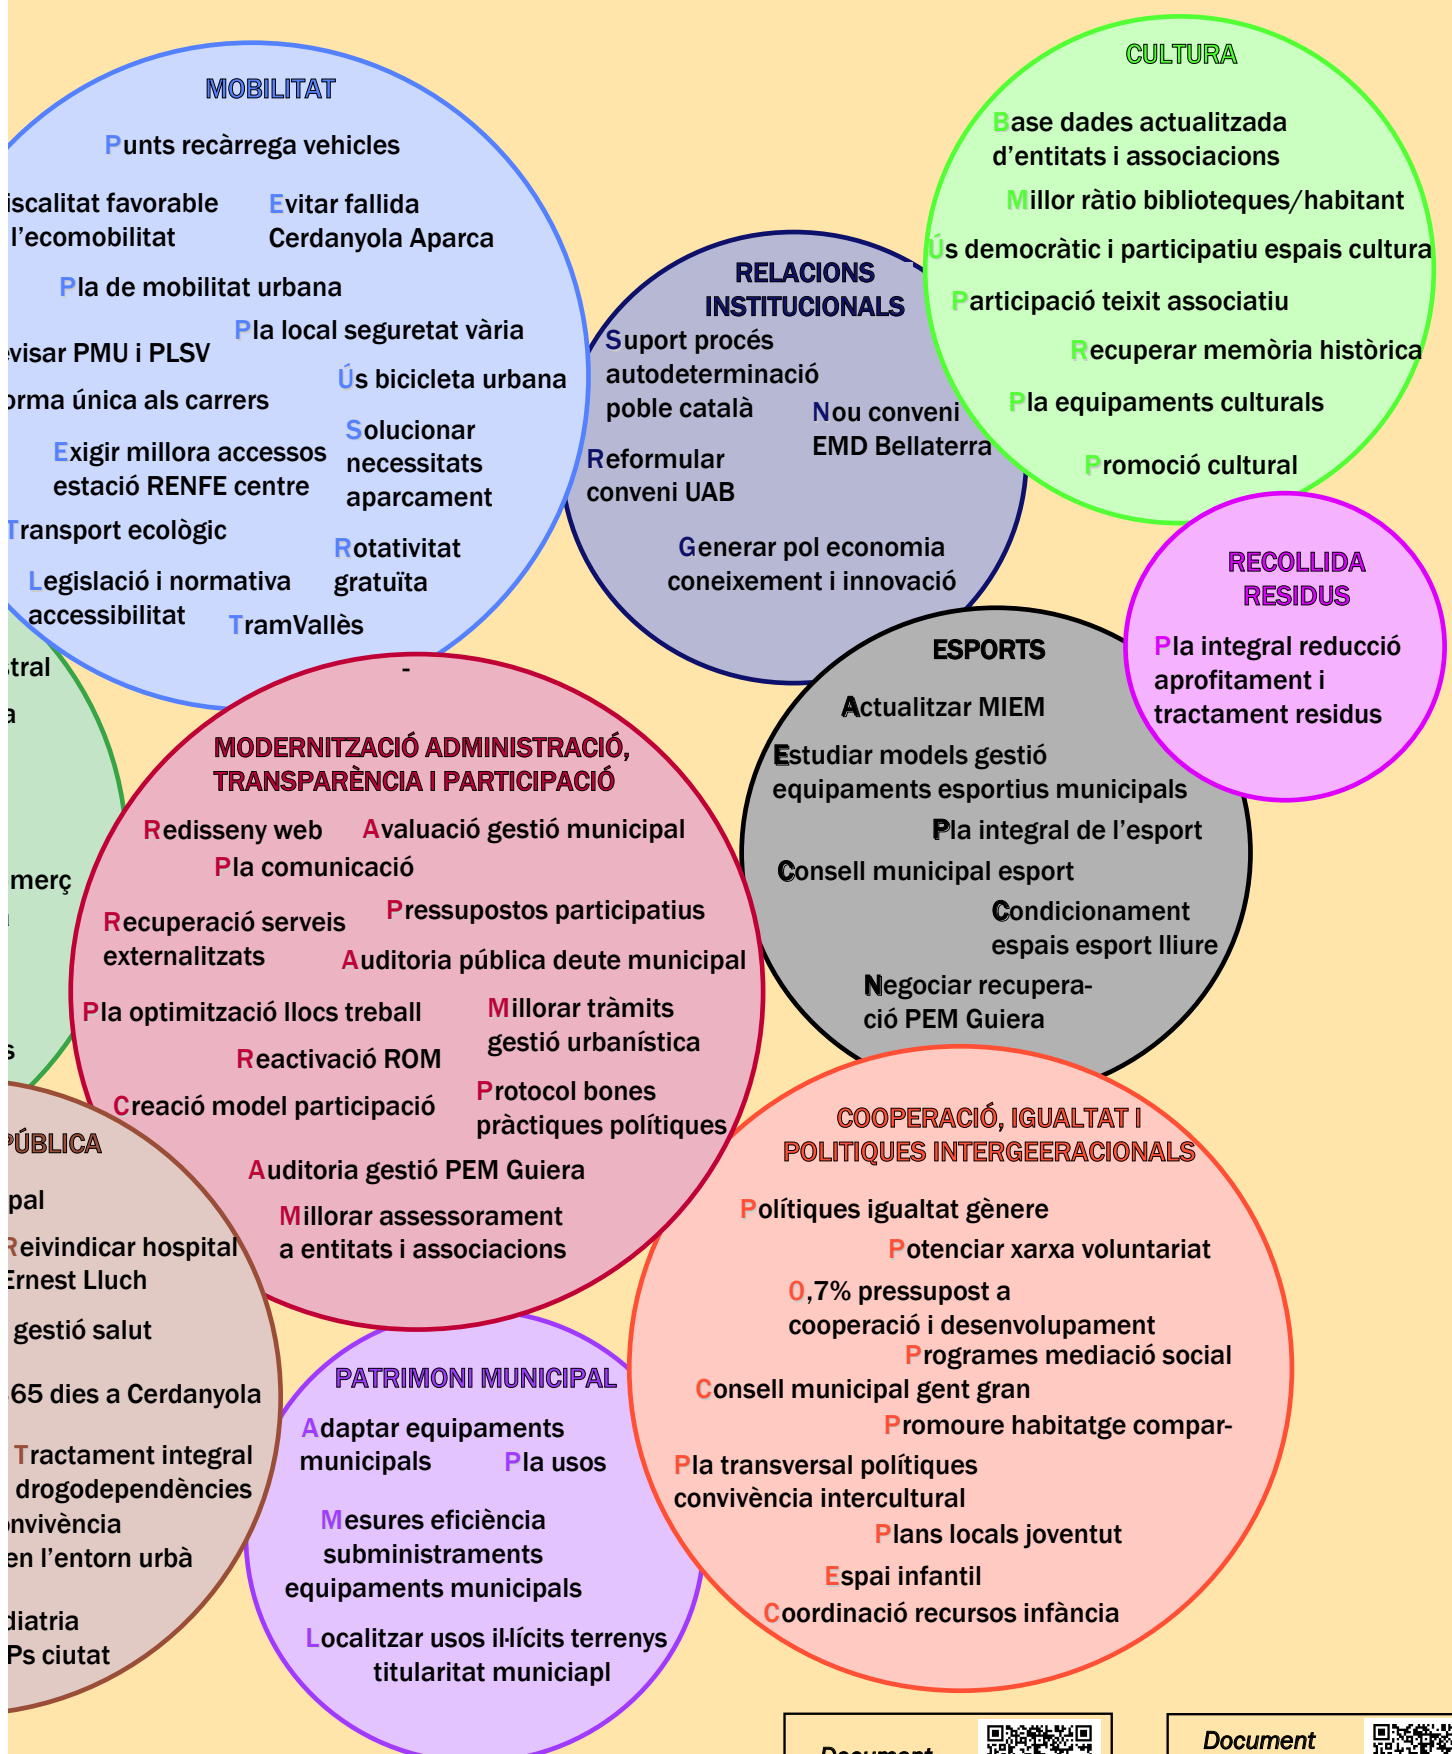 MOBILITAT
Punts recàrrega vehicles
iscalitat favorable
l'ecomobilitat
Evitar fallida
Cerdanyola Aparca
Pla de mobilitat urbana
Pla local seguretat vària
evisar PMU i PLSV
Ús bicicleta urbana
orma única als carrers
Solucionar
necessitats
aparcament
Exigir millora accessos
estació RENFE centre
Transport ecològic
Rotativitat
gratuïta
Legislació i normativa
accessibilitat
TramVallès
CULTURA
Base dades actualitzada
d'entitats i associacions
Millor ràtio biblioteques/habitant
Ús democràtic i participatiu espais cultura
Participació teixit associatiu
Recuperar memòria històrica
Pla equipaments culturals
Promoció cultural
RELACIONS
INSTITUCIONALS
Suport procés
autodeterminació
poble català
Nou conveni
EMD Bellaterra
Reformular
conveni UAB
Generar pol economia
coneixement i innovació
RECOLLIDA
RESIDUS
Pla integral reducció
aprofitament i
tractament residus
ESPORTS
Actualitzar MIEM
Estudiar models gestió
equipaments esportius municipals
Pla integral de l'esport
Consell municipal esport
Condicionament
espais esport lliure
Negociar recupera-
ció PEM Guiera
stral
a
merç
s
-
MODERNITZACIÓ ADMINISTRACIÓ,
TRANSPARÈNCIA I PARTICIPACIÓ
Redisseny web
Avaluació gestió municipal
Pla comunicació
Pressupostos participatius
Recuperació serveis
externalitzats
Auditoria pública deute municipal
Pla optimització llocs treball
Millorar tràmits
gestió urbanística
Reactivació ROM
Protocol bones
pràctiques polítiques
Creació model participació
Auditoria gestió PEM Guiera
Millorar assessorament
a entitats i associacions
PÚBLICA
pal
Reivindicar hospital
Ernest Lluch
gestió salut
65 dies a Cerdanyola
Tractament integral
drogodependències
onvivència
en l'entorn urbà
diatria
Ps ciutat
PATRIMONI MUNICIPAL
Adaptar equipaments
municipals
Pla usos
Mesures eficiència
subministraments
equipaments municipals
Localitzar usos il·lícits terrenys
titularitat municiapl
COOPERACIÓ, IGUALTAT I
POLITIQUES INTERGEERACIONALS
Polítiques igualtat gènere
Potenciar xarxa voluntariat
0,7% pressupost a
cooperació i desenvolupament
Programes mediació social
Consell municipal gent gran
Promoure habitatge compar-
Pla transversal polítiques
convivència intercultural
Plans locals joventut
Espai infantil
Coordinació recursos infància
Document
Document